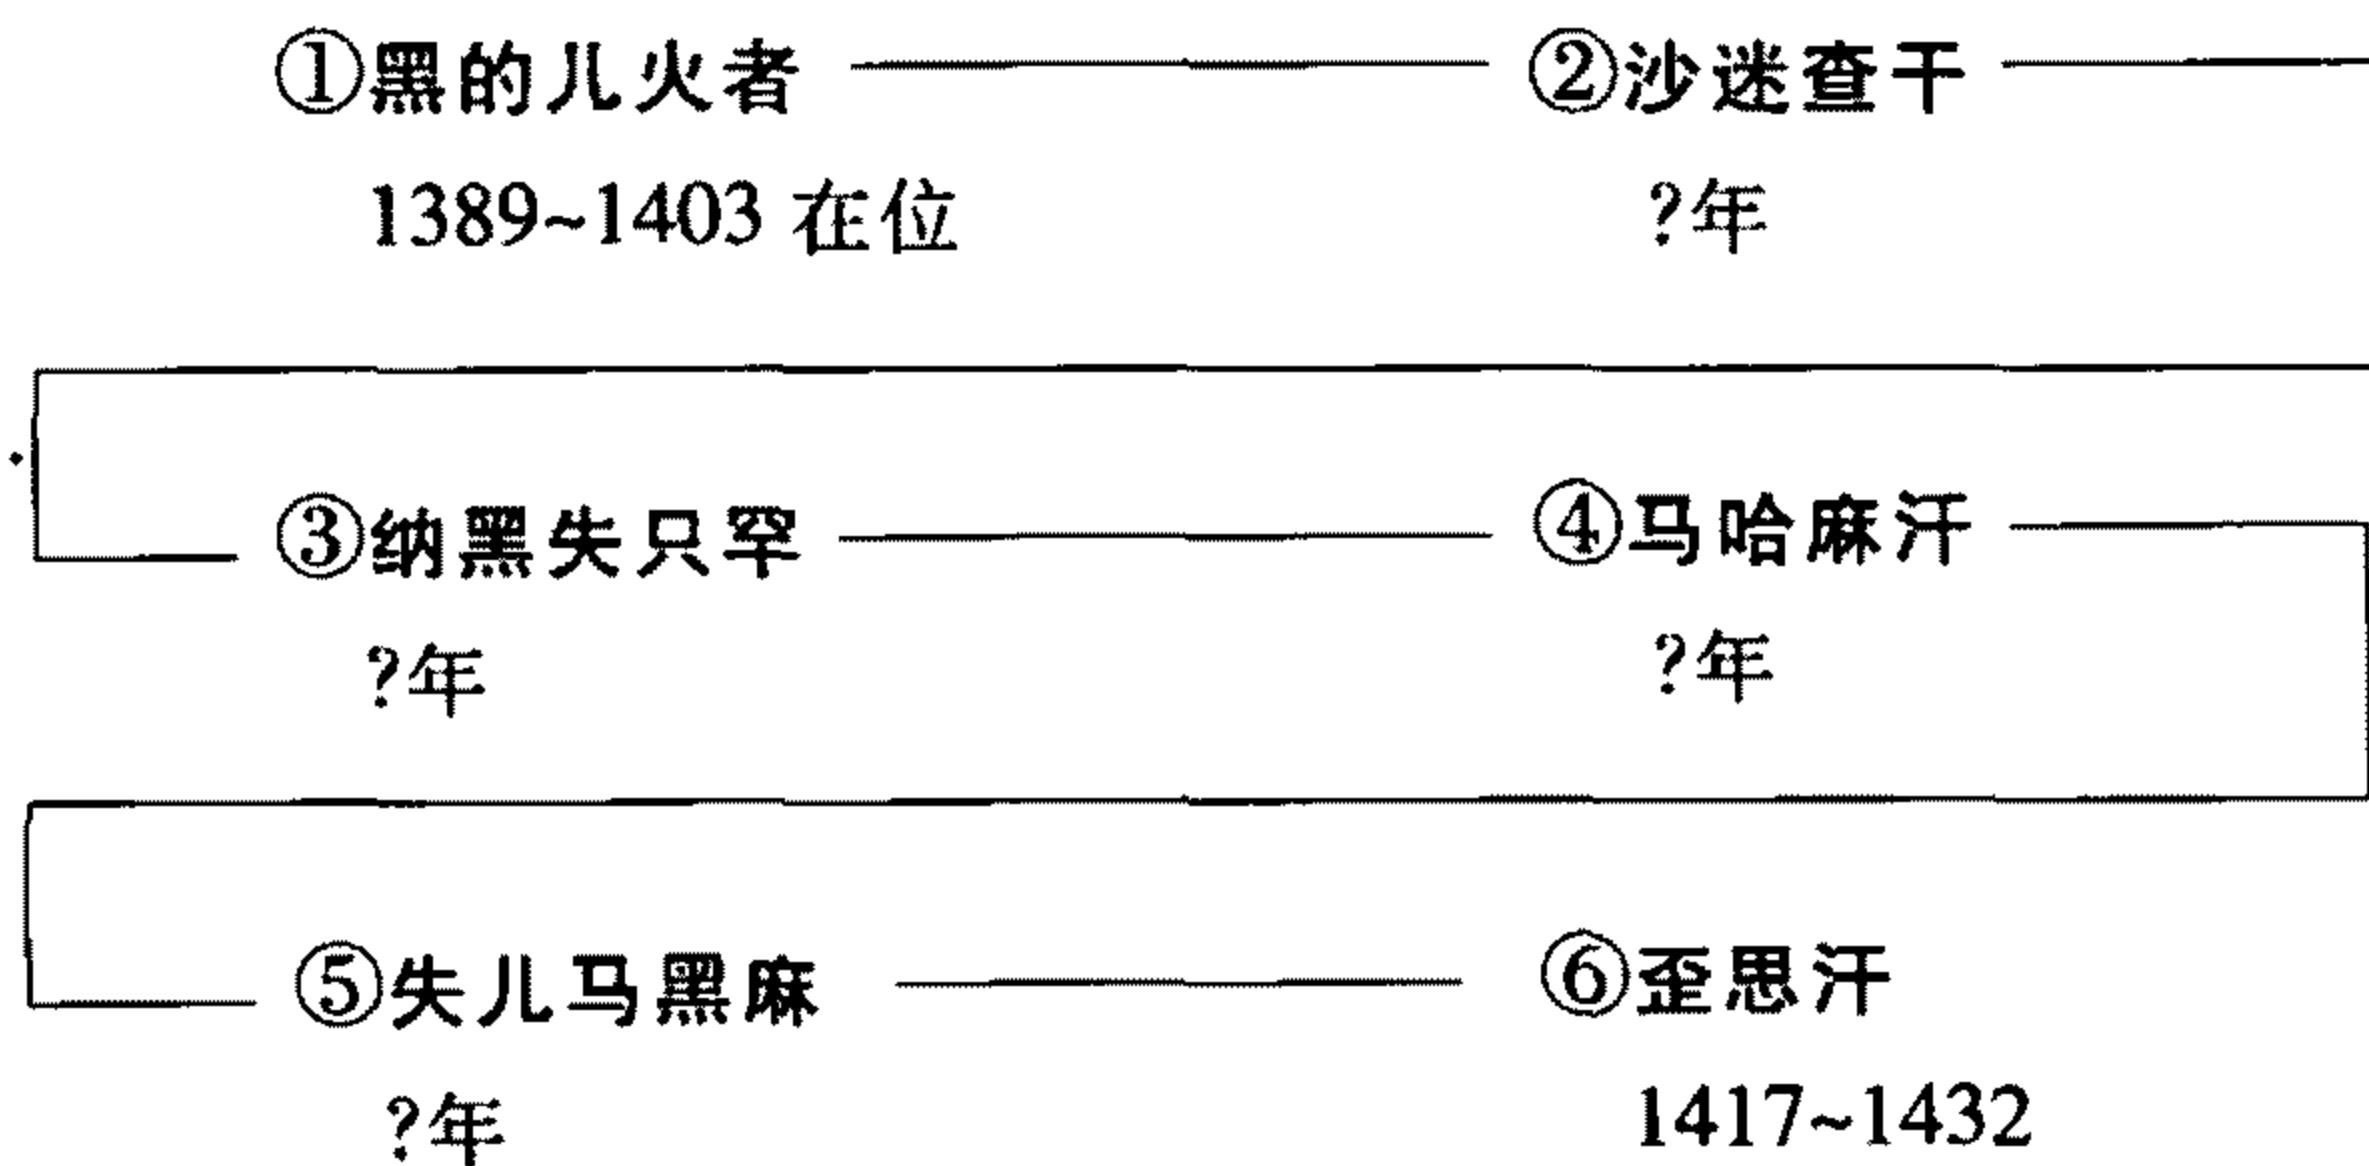 ①黑的儿火者 ②沙迷查干
1389~1403 在位 ?年
③纳黑失只罕 ④马哈麻汗
?年 ?年
⑤失儿马黑麻 ⑥歪思汗
?年 1417~1432